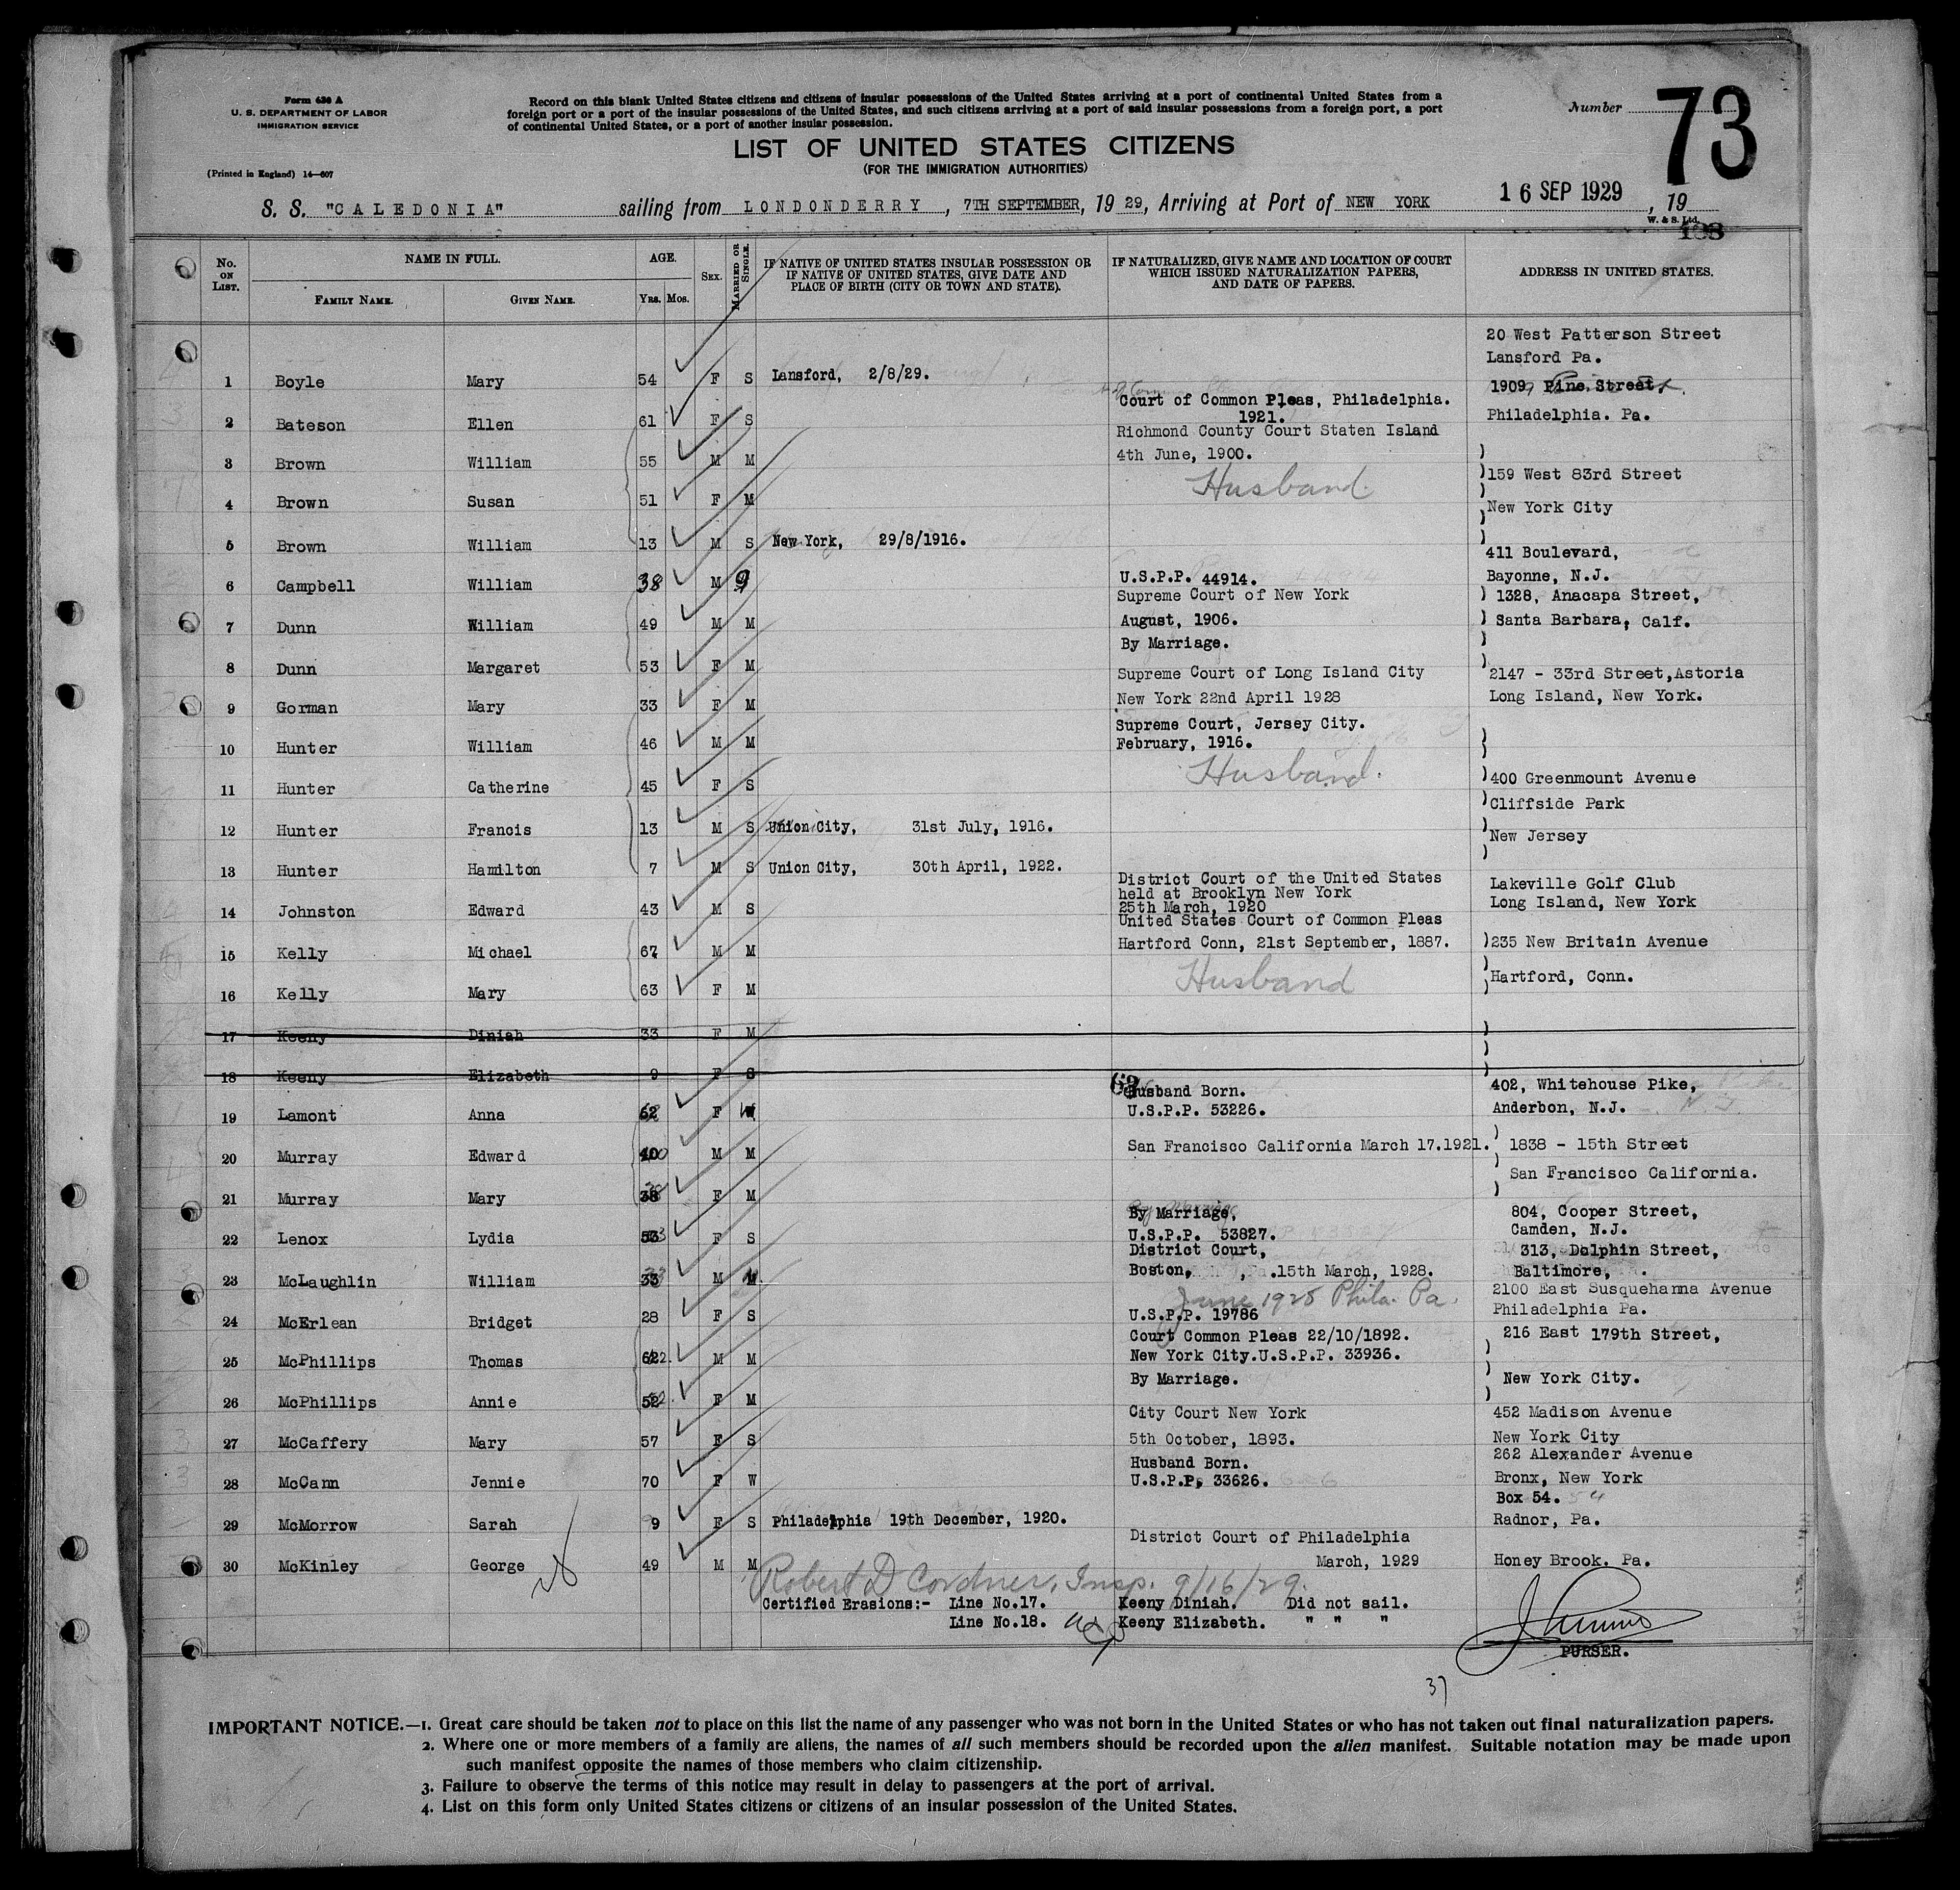 Form 630 A
U. S. DEPARTMENT OF LABOR
IMMIGRATION SERVICE
(Printed in England) 14—607
Record on this blank United States citizens and citizens of insular possessions of the United States arriving at a port of continental United States from a
foreign port or a port of the insular possessions of the United States, and such citizens arriving at a port of said insular possessions from a foreign port, a port
of continental United States, or a port of another insular possession.
Number 73
LIST OF UNITED STATES CITIZENS
(FOR THE IMMIGRATION AUTHORITIES)
S. S. "CALEDONIA" sailing from LONDONDERRY, 7TH SEPTEMBER, 19 29, Arriving at Port of NEW YORK 16 SEP 1929, 19
W. & S. Ltd.
No. ON LIST. NAME IN FULL. FAMILY NAME. GIVEN NAME. AGE. YRS. MOS. SEX. MARRIED OR SINGLE. IF NATIVE OF UNITED STATES INSULAR POSSESSION OR IF NATIVE OF UNITED STATES, GIVE DATE AND PLACE OF BIRTH (CITY OR TOWN AND STATE). IF NATURALIZED, GIVE NAME AND LOCATION OF COURT WHICH ISSUED NATURALIZATION PAPERS, AND DATE OF PAPERS. ADDRESS IN UNITED STATES.
20 West Patterson Street
Lansford Pa.
1 Boyle Mary 54 F S Lansford, 2/8/29.
1909, Pine Street,
Court of Common Pleas, Philadelphia.
2 Bateson Ellen 61 F S 1921. Philadelphia. Pa.
Richmond County Court Staten Island
3 Brown William 55 M M 4th June, 1900.
159 West 83rd Street
4 Brown Susan 51 F M Husband.
New York City
5 Brown William 13 M S New York, 29/8/1916.
411 Boulevard,
6 Campbell William 38 M U.S.P.P. 44914. Bayonne, N.J.
Supreme Court of New York 1328, Anacapa Street,
7 Dunn William 49 M M August, 1906. Santa Barbara, Calf.
By Marriage.
8 Dunn Margaret 53 F M
Supreme Court of Long Island City 2147 - 33rd Street, Astoria
9 Gorman Mary 33 F M New York 22nd April 1928 Long Island, New York.
Supreme Court, Jersey City.
10 Hunter William 46 M M February, 1916.
Husband.
11 Hunter Catherine 45 F S 400 Greenmount Avenue
Cliffside Park
12 Hunter Francis 13 M S Union City, 31st July, 1916.
New Jersey
13 Hunter Hamilton 7 M S Union City, 30th April, 1922.
District Court of the United States
held at Brooklyn New York Lakeville Golf Club
14 Johnston Edward 43 M S 25th March, 1920 Long Island, New York
United States Court of Common Pleas
15 Kelly Michael 67 M M Hartford Conn, 21st September, 1887. 235 New Britain Avenue
16 Kelly Mary 63 F M Husband Hartford, Conn.
17 Keeny Diniah 33 F M
18 Keeny Elizabeth 9 F S
62 Husband Born. 402, Whitehouse Pike,
19 Lamont Anna 62 F W U.S.P.P. 53226. Anderbon, N.J.
San Francisco California March 17.1921. 1838 - 15th Street
20 Murray Edward 40 M M
San Francisco California.
21 Murray Mary 38 F M
By Marriage, 804, Cooper Street,
22 Lenox Lydia 53 F S U.S.P.P. 53827. Camden, N.J.
District Court, 313, Dolphin Street,
23 McLaughlin William 33 M M Boston, 15th March, 1928. Baltimore,
June 1928 Phila. Pa. 2100 East Susquehanna Avenue
24 McErlean Bridget 28 F S U.S.P.P. 19786 Philadelphia Pa.
Court Common Pleas 22/10/1892. 216 East 179th Street,
25 McPhillips Thomas 62 M M New York City. U.S.P.P. 33936.
By Marriage. New York City.
26 McPhillips Annie 52 F M
City Court New York 452 Madison Avenue
27 McCaffery Mary 57 F S 5th October, 1893. New York City
Husband Born. 262 Alexander Avenue
28 McCann Jennie 70 F W U.S.P.P. 33626. Bronx, New York
Box 54.
29 McMorrow Sarah 9 F S Philadelphia 19th December, 1920. Radnor, Pa.
District Court of Philadelphia
30 McKinley George 49 M M March, 1929 Honey Brook. Pa.
Robert D Cordner, Insp. 9/16/29.
Certified Erasions:- Line No.17. Keeny Diniah. Did not sail.
Line No.18. Keeny Elizabeth. " " "
PURSER.
37
IMPORTANT NOTICE.—1. Great care should be taken not to place on this list the name of any passenger who was not born in the United States or who has not taken out final naturalization papers.
2. Where one or more members of a family are aliens, the names of all such members should be recorded upon the alien manifest. Suitable notation may be made upon
such manifest opposite the names of those members who claim citizenship.
3. Failure to observe the terms of this notice may result in delay to passengers at the port of arrival.
4. List on this form only United States citizens or citizens of an insular possession of the United States.